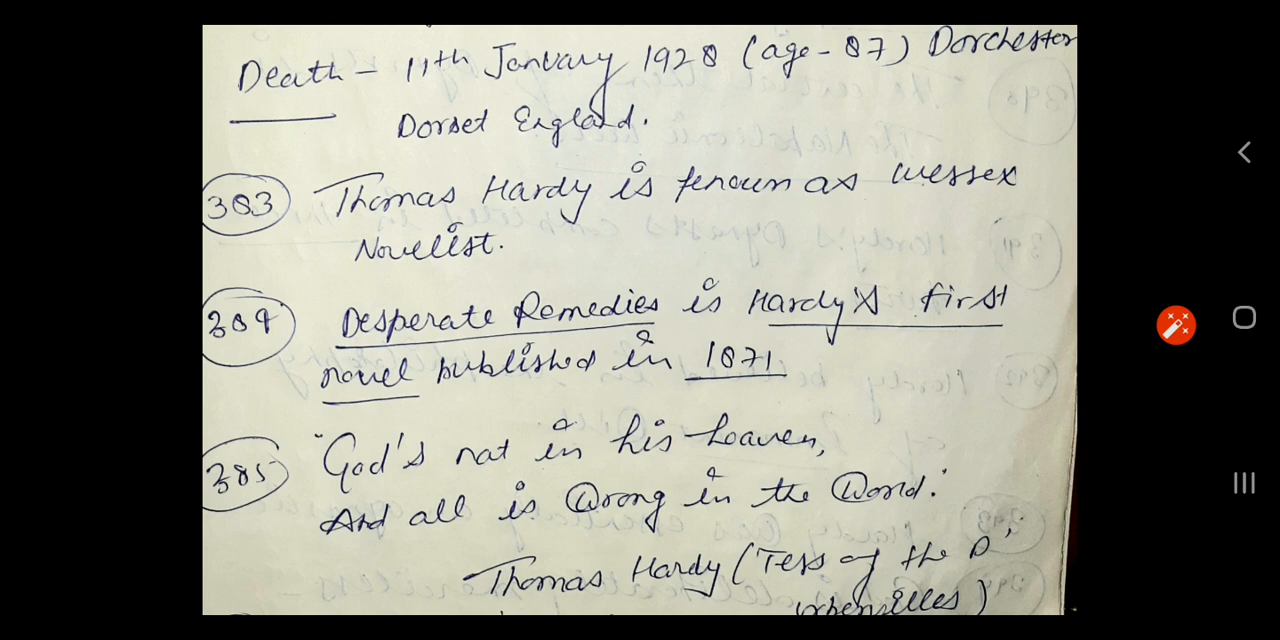 Death - 11th January 1928 (age - 87) Dorchester
Dorset England.
383 Thomas Hardy is known as wessex
Novelist.
384 Desperate Remedies is Hardy's first
novel published in 1871.
385 "God's not in his heaven,
And all is Wrong in the World."
Thomas Hardy (Tess of the D'
urbervilles)